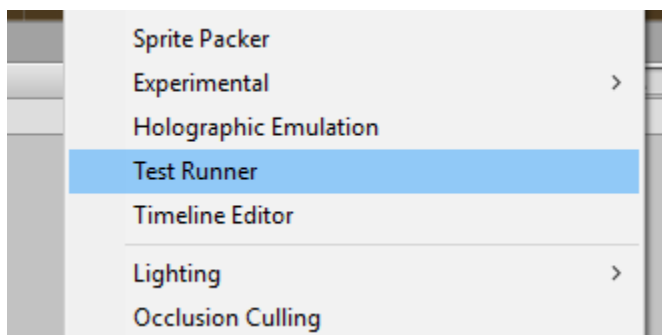 Sprite Packer
Experimental
Holographic Emulation
Test Runner
Timeline Editor
Lighting
Occlusion Culling